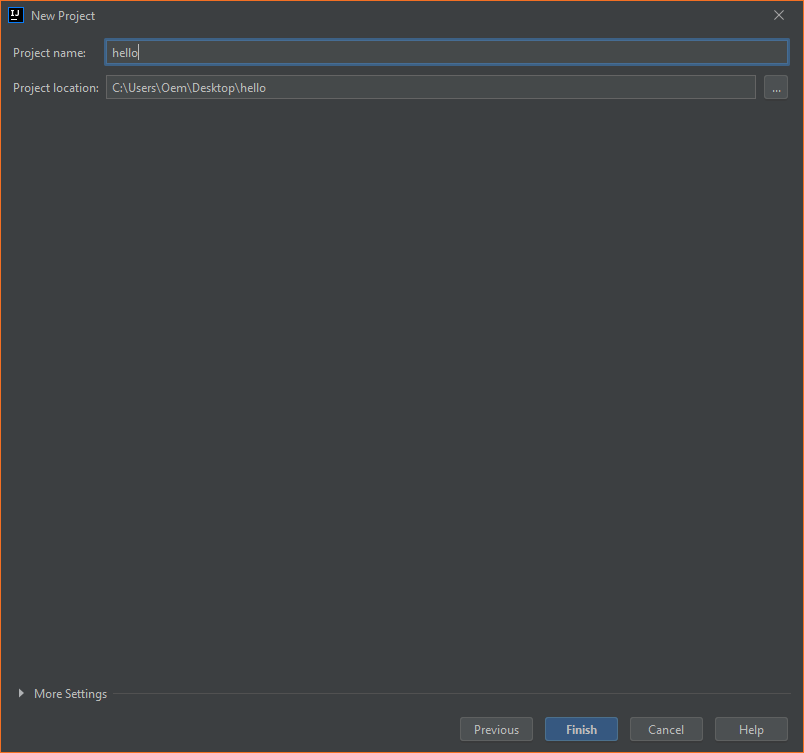 IJ New Project
Project name: hello
Project location: C:\Users\Oem\Desktop\hello ...
More Settings
Previous Finish Cancel Help